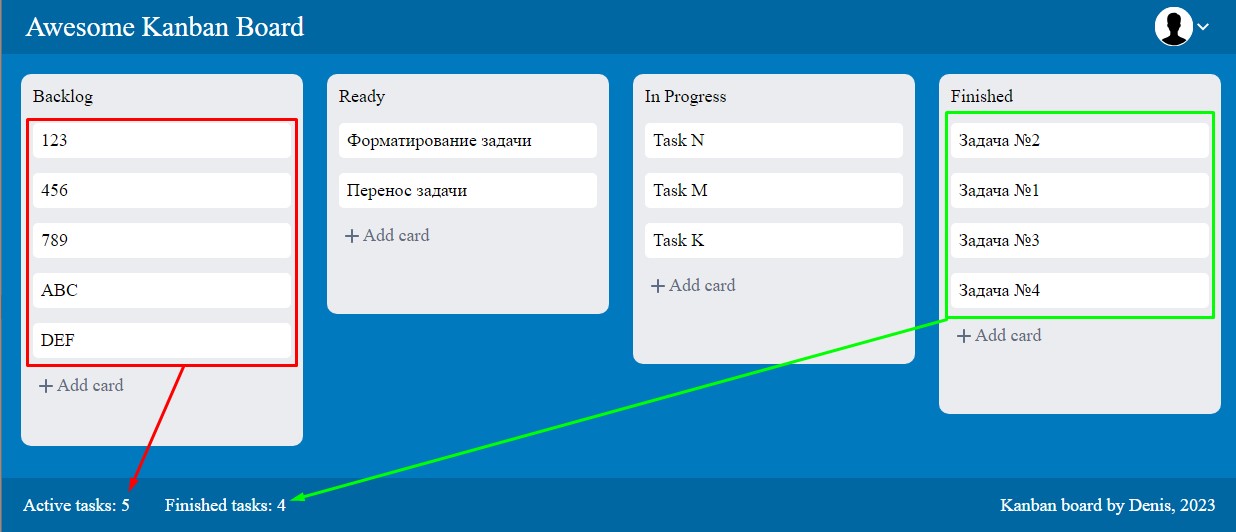 Awesome Kanban Board
Backlog
123
456
789
ABC
DEF
Add card
Ready
Форматирование задачи
Перенос задачи
Add card
In Progress
Task N
Task M
Task K
Add card
Finished
Задача №2
Задача №1
Задача №3
Задача №4
Add card
Active tasks: 5
Finished tasks: 4
Kanban board by Denis, 2023